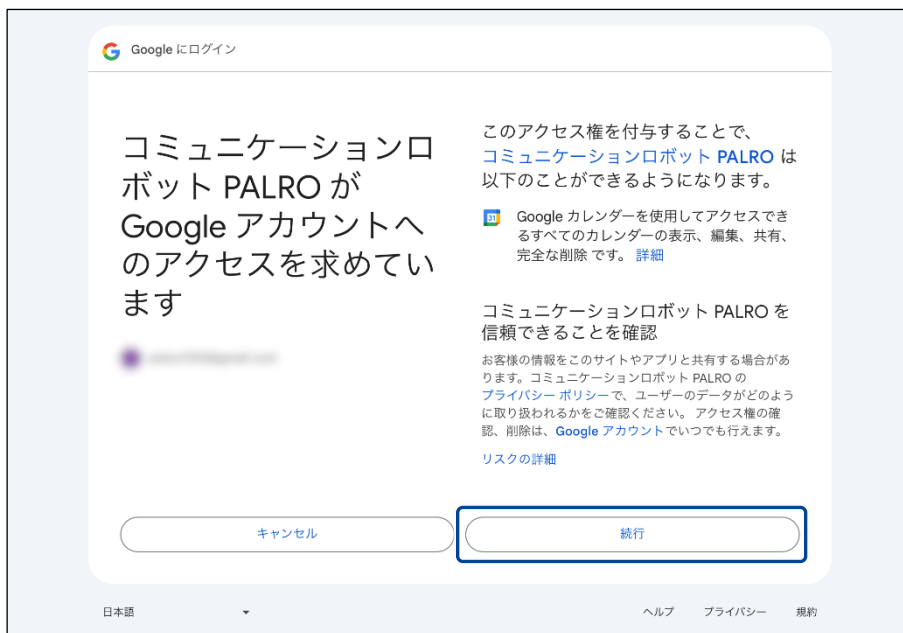 Google にログイン
コミュニケーションロ
ボット PALRO が
Google アカウントへ
のアクセスを求めてい
ます
このアクセス権を付与することで、
コミュニケーションロボット PALRO は
以下のことができるようになります。
31
Google カレンダーを使用してアクセスでき
るすべてのカレンダーの表示、編集、共有、
完全な削除 です。 詳細
コミュニケーションロボット PALRO を
信頼できることを確認
お客様の情報をこのサイトやアプリと共有する場合があ
ります。コミュニケーションロボット PALRO の
プライバシー ポリシーで、ユーザーのデータがどのよう
に取り扱われるかをご確認ください。 アクセス権の確
認、削除は、Google アカウントでいつでも行えます。
リスクの詳細
キャンセル
続行
日本語
ヘルプ
プライバシー
規約